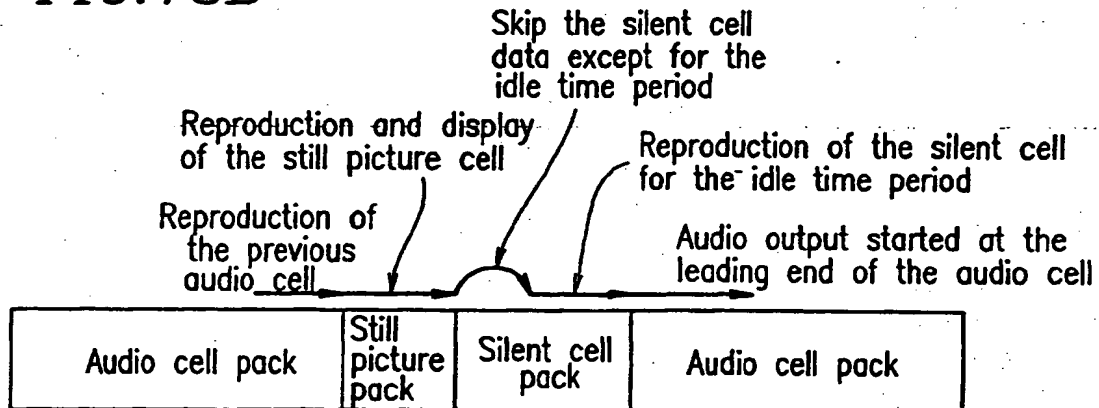 Skip the silent cell
data except for the
idle time period
Reproduction and display
of the still picture cell
Reproduction of the silent cell
for the idle time period
Reproduction of
the previous
audio cell
Audio output started at the
leading end of the audio cell
Audio cell pack
Still
picture
pack
Silent cell
pack
Audio cell pack